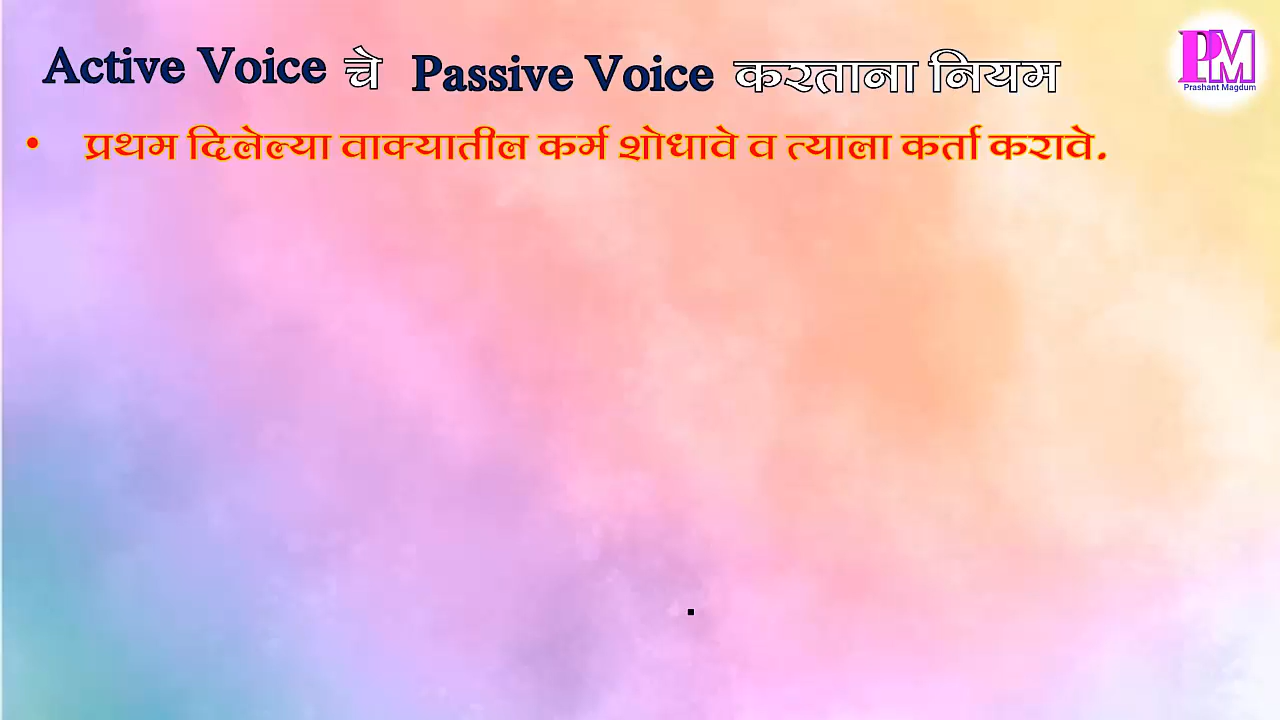 Active Voice चे Passive Voice करताना नियम
• प्रथम दिलेल्या वाक्यातील कर्म शोधावे व त्याला कर्ता करावे.
PM
Prashant Magdum